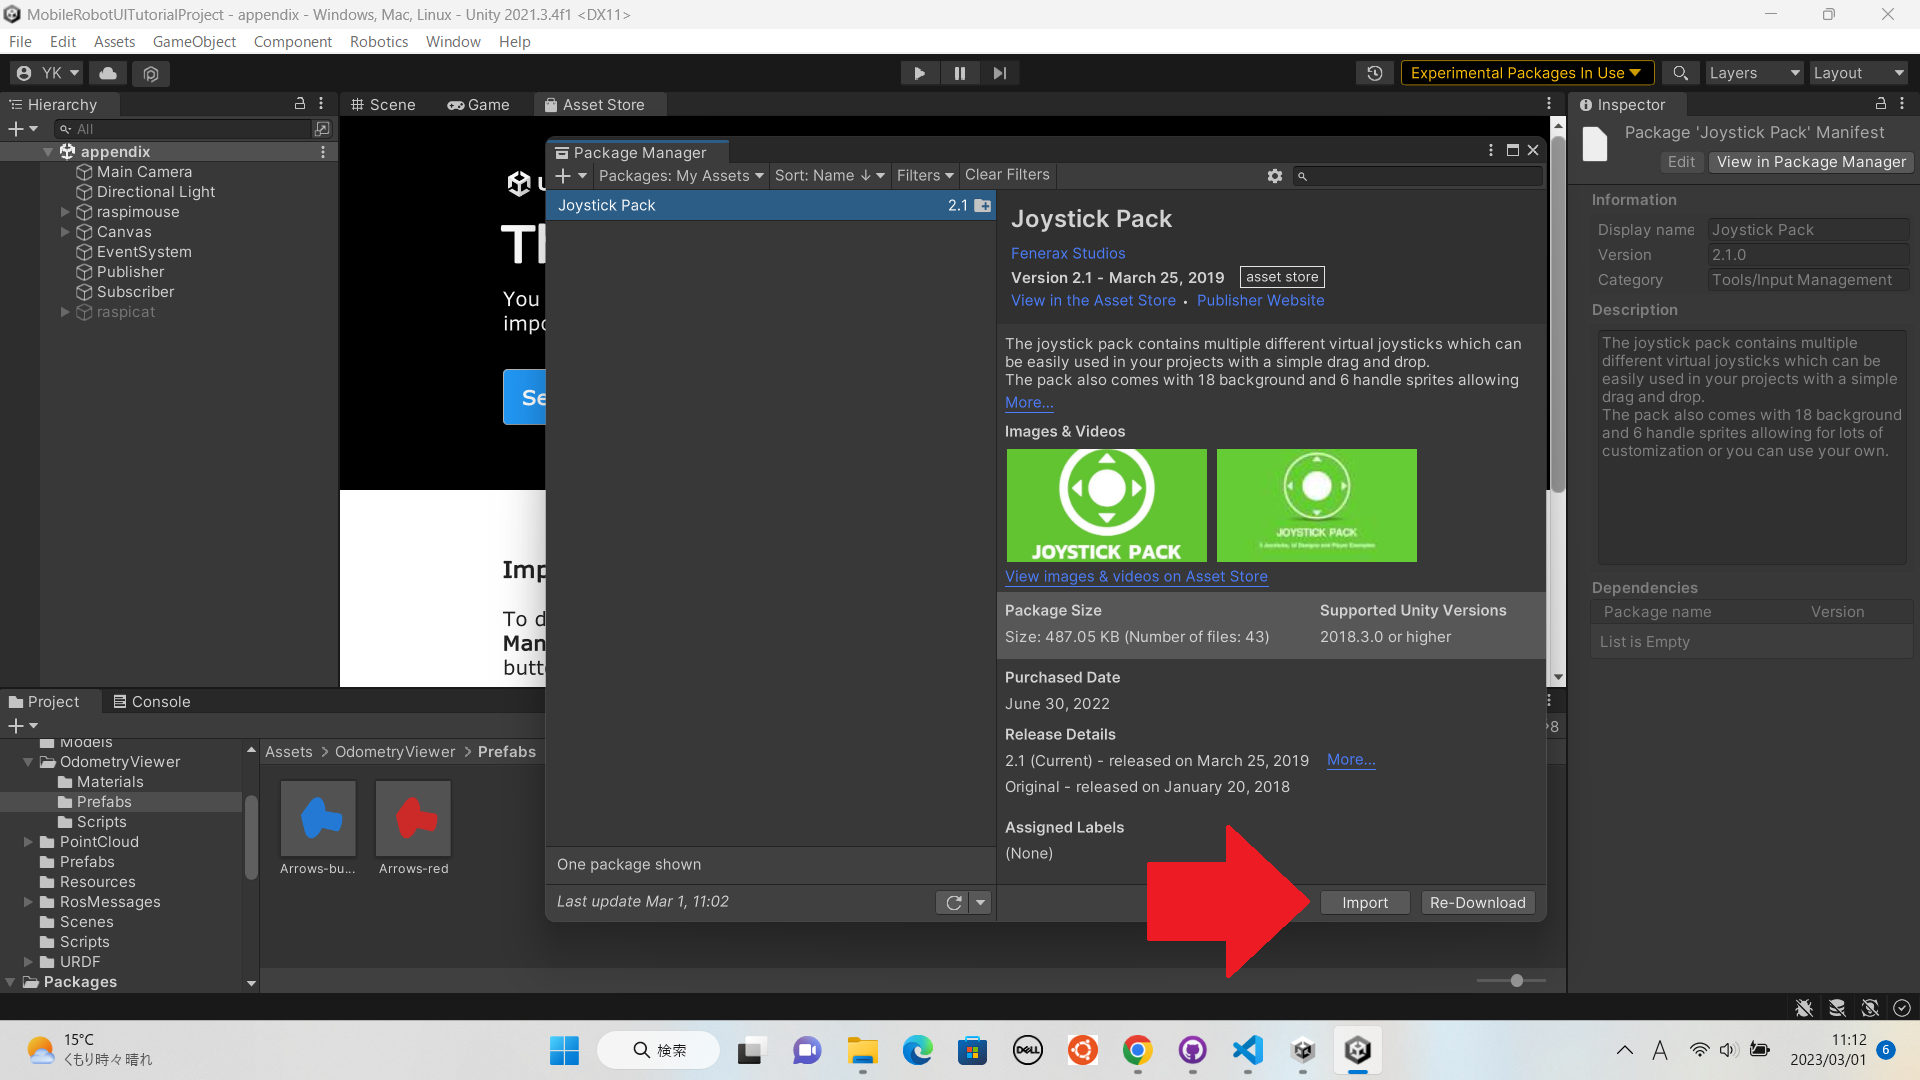 MobileRobotUITutorialProject - appendix - Windows, Mac, Linux - Unity 2021.3.4f1 <DX11>
File Edit Assets GameObject Component Robotics Window Help
YK
Experimental Packages In Use
Layers
Layout
Hierarchy
All
appendix
Main Camera
Directional Light
raspimouse
Canvas
EventSystem
Publisher
Subscriber
raspicat
Scene
Game
Asset Store
You
impo
Se
Imp
To d
Man
butt
Package Manager
Packages: My Assets
Sort: Name ↓
Filters
Clear Filters
Joystick Pack 2.1
One package shown
Last update Mar 1, 11:02
Joystick Pack
Fenerax Studios
Version 2.1 - March 25, 2019 asset store
View in the Asset Store • Publisher Website
The joystick pack contains multiple different virtual joysticks which can
be easily used in your projects with a simple drag and drop.
The pack also comes with 18 background and 6 handle sprites allowing
More...
Images & Videos
JOYSTICK PACK
JOYSTICK PACK
View images & videos on Asset Store
Package Size
Supported Unity Versions
Size: 487.05 KB (Number of files: 43)
2018.3.0 or higher
Purchased Date
June 30, 2022
Release Details
2.1 (Current) - released on March 25, 2019 More...
Original - released on January 20, 2018
Assigned Labels
(None)
Import
Re-Download
Inspector
Package 'Joystick Pack' Manifest
Edit
View in Package Manager
Information
Display name Joystick Pack
Version 2.1.0
Category Tools/Input Management
Description
The joystick pack contains multiple
different virtual joysticks which can be
easily used in your projects with a simple
drag and drop.
The pack also comes with 18 background
and 6 handle sprites allowing for lots of
customization or you can use your own.
Dependencies
Package name Version
List is Empty
Project
Console
8
Models
OdometryViewer
Materials
Prefabs
Scripts
PointCloud
Prefabs
Resources
RosMessages
Scenes
Scripts
URDF
Packages
Assets > OdometryViewer > Prefabs
Arrows-bu...
Arrows-red
15°C
くもり時々晴れ
検索
DELL
A
11:12
2023/03/01
6